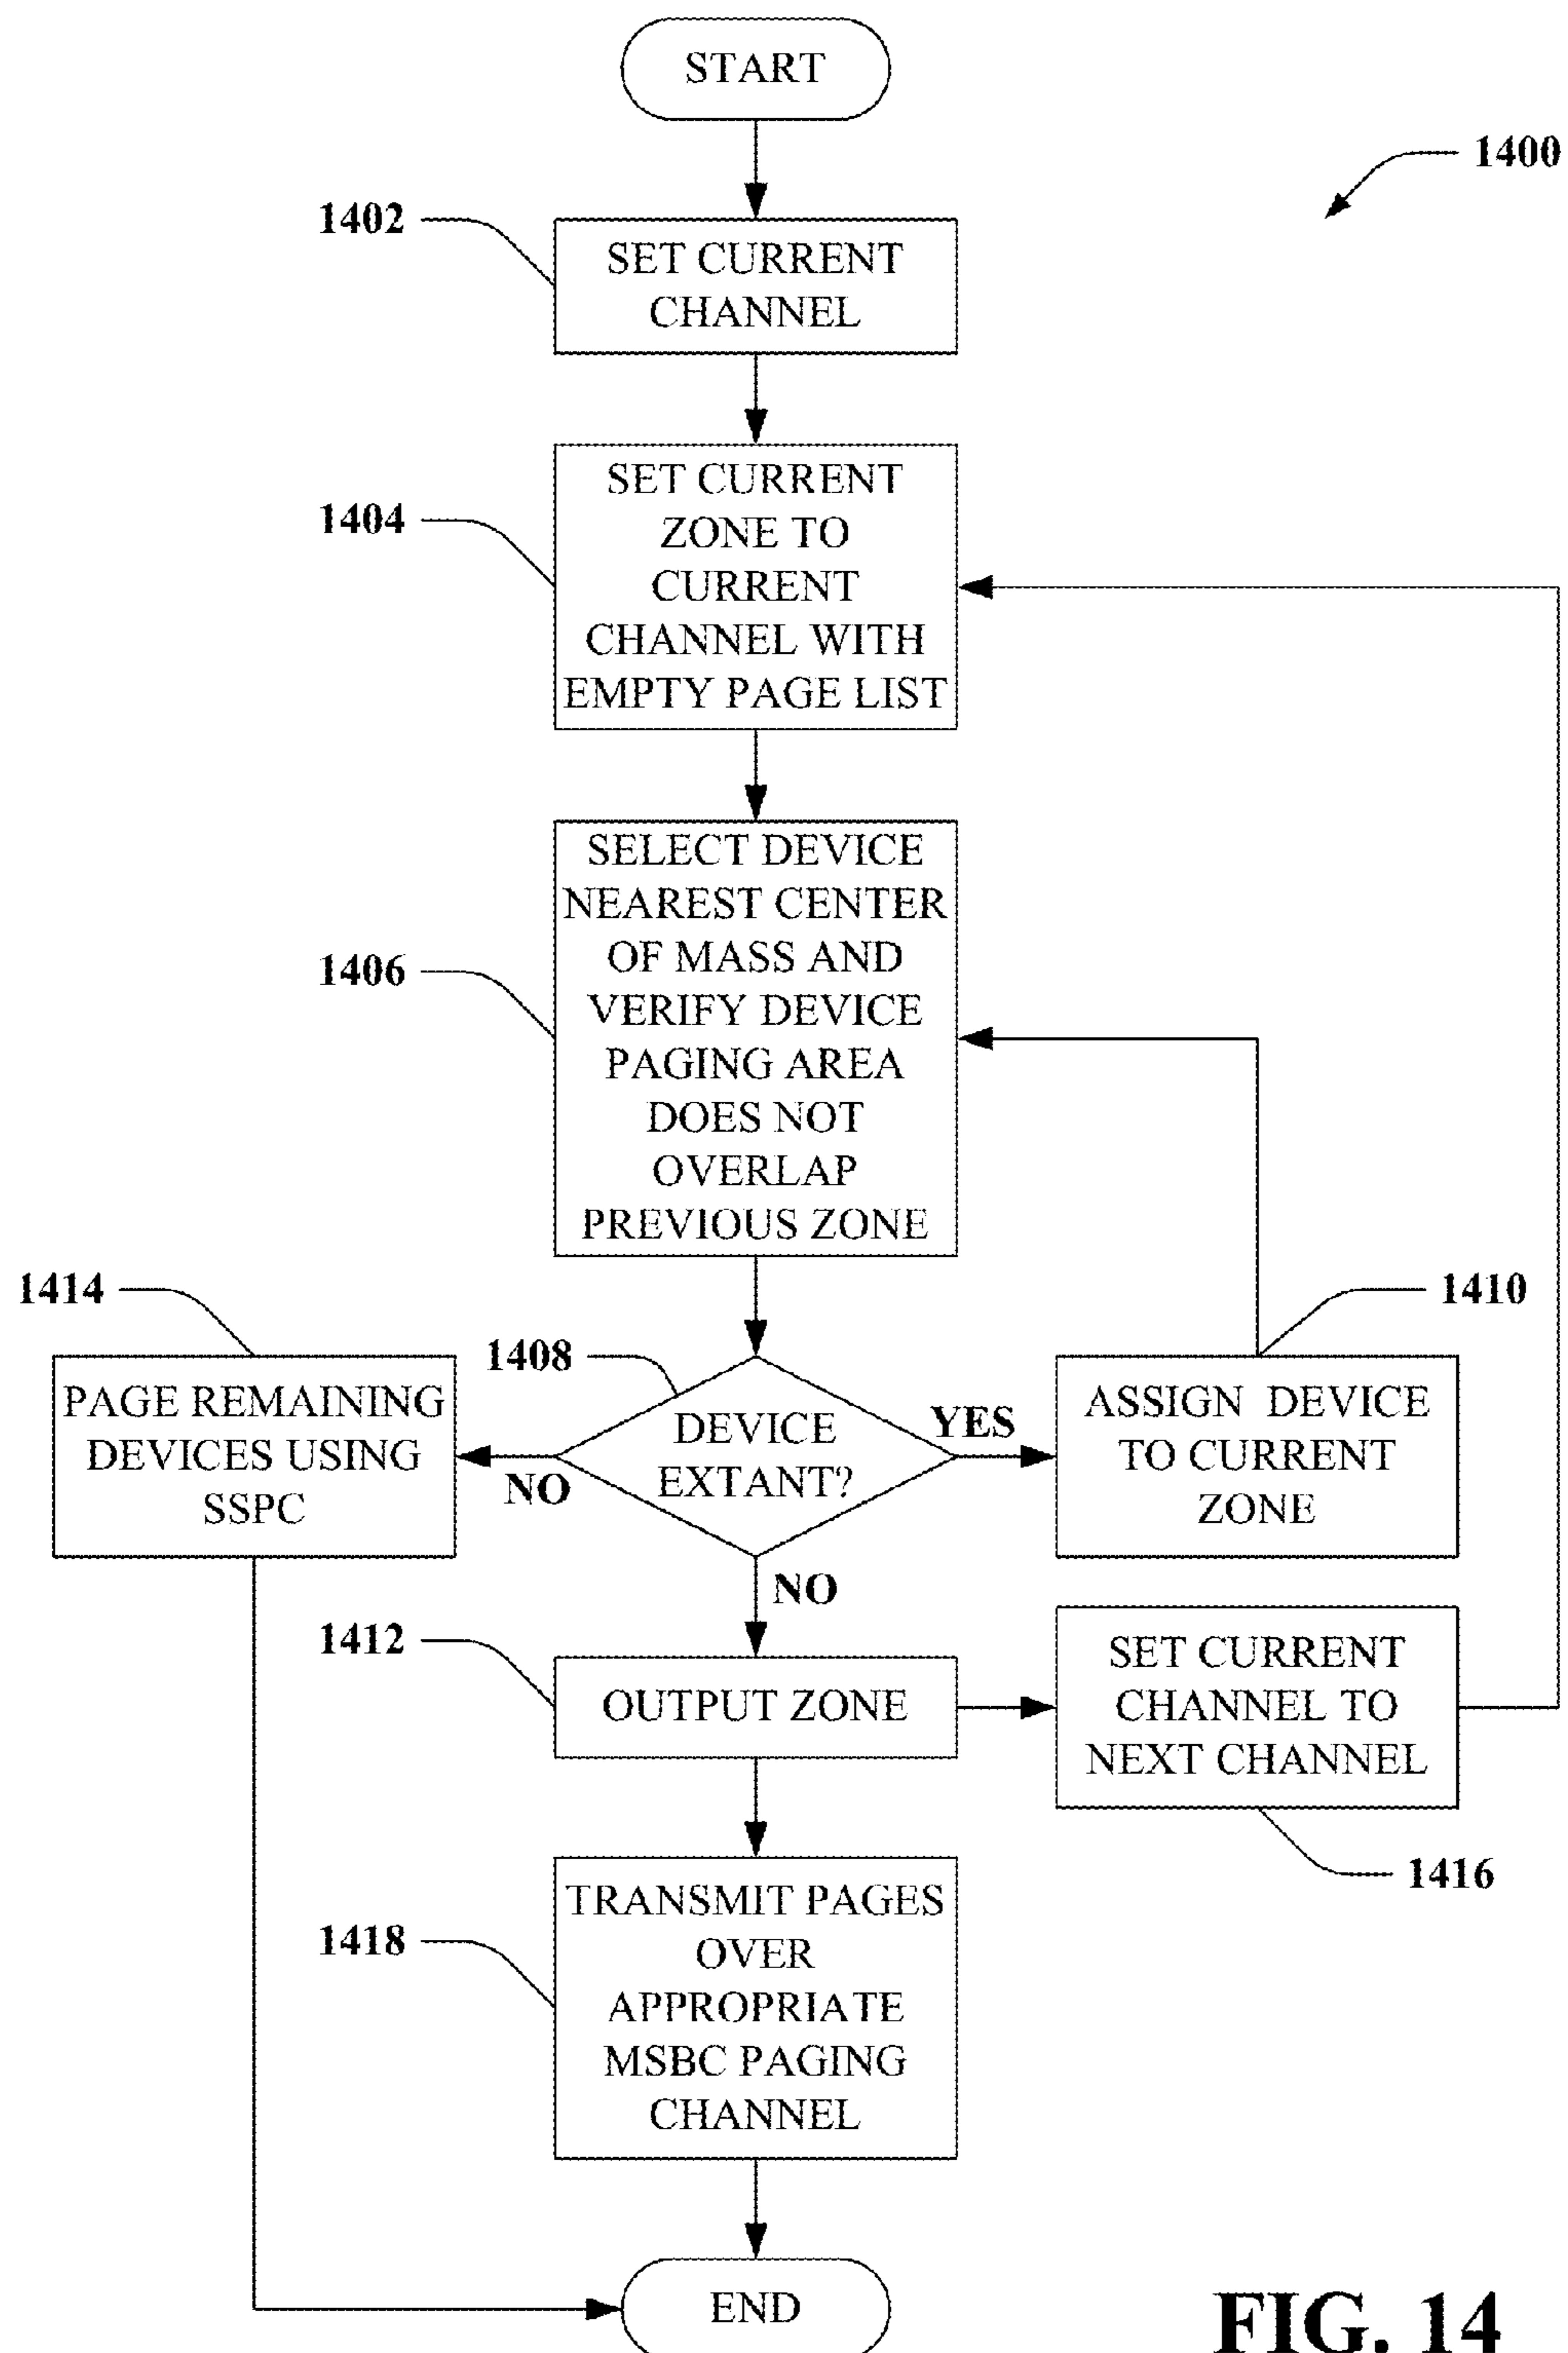 START
1400
1402
SET CURRENT
CHANNEL
1404
SET CURRENT
ZONE TO
CURRENT
CHANNEL WITH
EMPTY PAGE LIST
1406
SELECT DEVICE
NEAREST CENTER
OF MASS AND
VERIFY DEVICE
PAGING AREA
DOES NOT
OVERLAP
PREVIOUS ZONE
1414
PAGE REMAINING
DEVICES USING
SSPC
1408
DEVICE
EXTANT?
YES
NO
NO
1410
ASSIGN DEVICE
TO CURRENT
ZONE
1412
OUTPUT ZONE
SET CURRENT
CHANNEL TO
NEXT CHANNEL
1416
1418
TRANSMIT PAGES
OVER
APPROPRIATE
MSBC PAGING
CHANNEL
END
FIG. 14